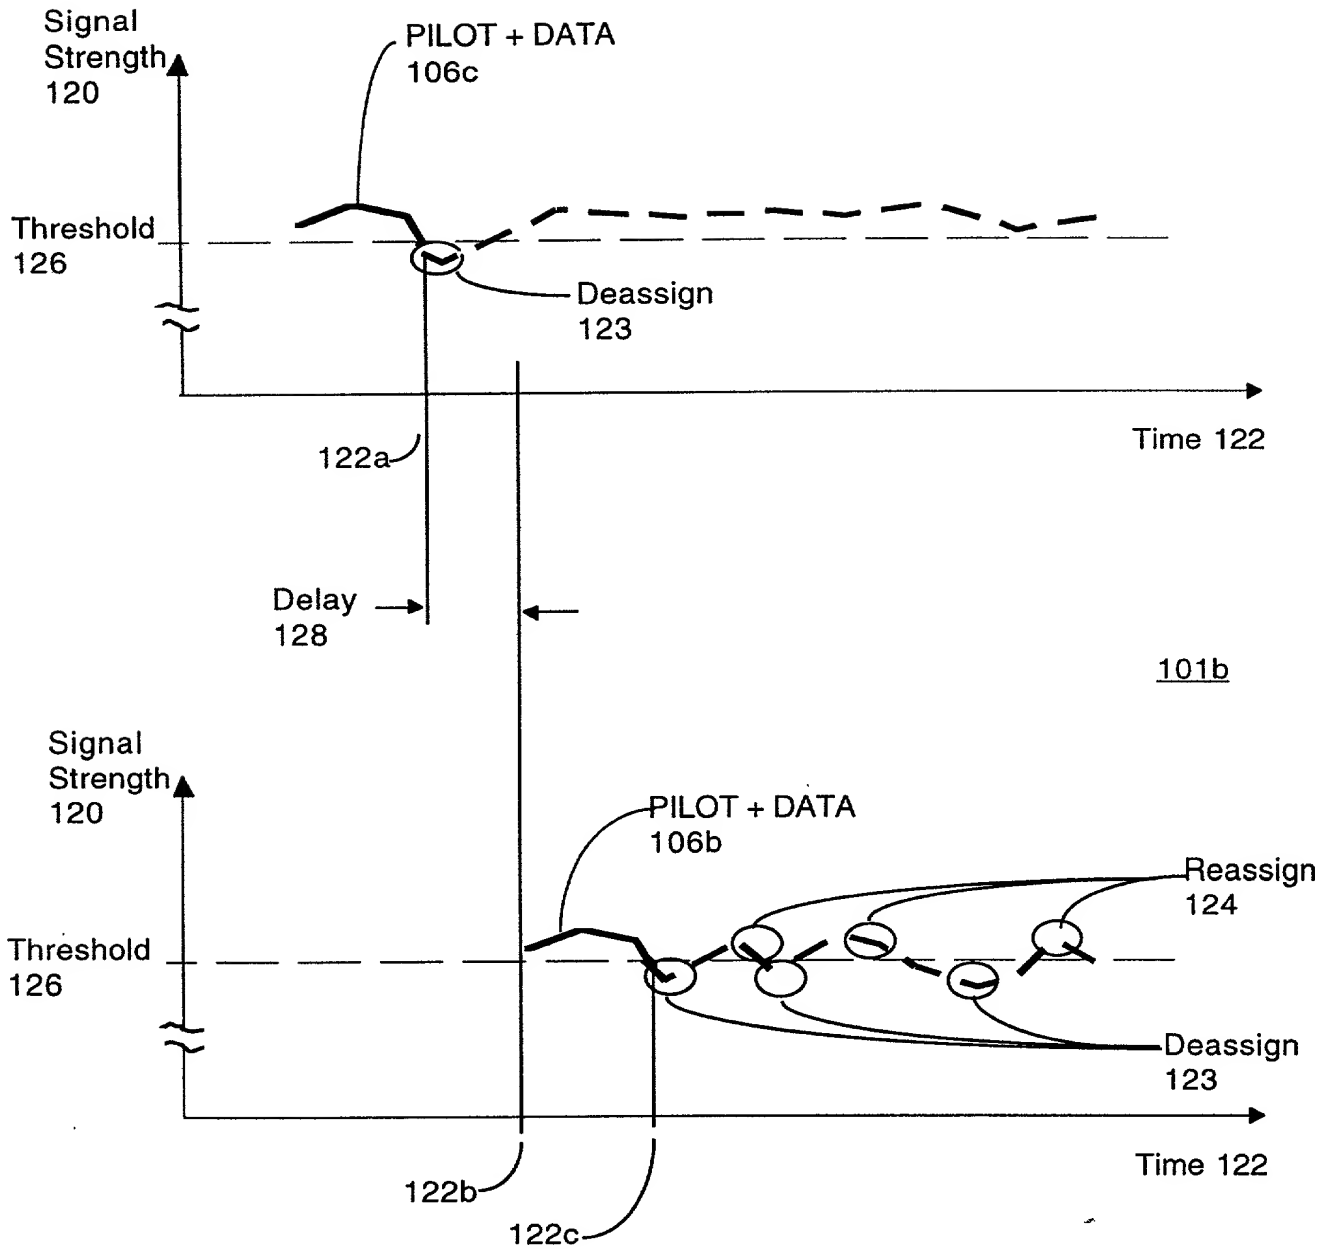 Signal
Strength
120
PILOT + DATA
106c
Threshold
126
Deassign
123
Time 122
122a
Delay
128
101b
Signal
Strength
120
PILOT + DATA
106b
Reassign
124
Threshold
126
Deassign
123
Time 122
122b
122c